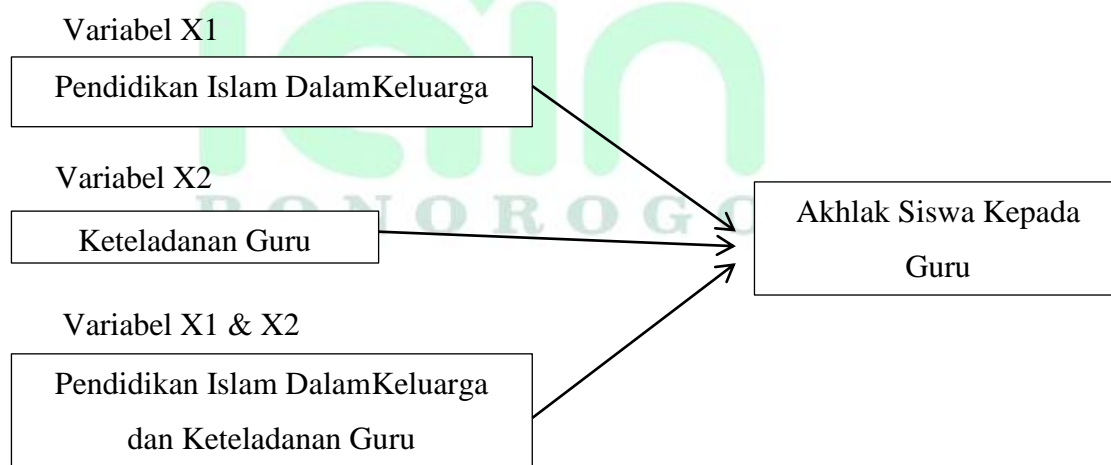 Variabel X1
Pendidikan Islam DalamKeluarga
Variabel X2
Keteladanan Guru
Akhlak Siswa Kepada
Guru
Variabel X1 & X2
Pendidikan Islam DalamKeluarga
dan Keteladanan Guru
iain
PONOROGO